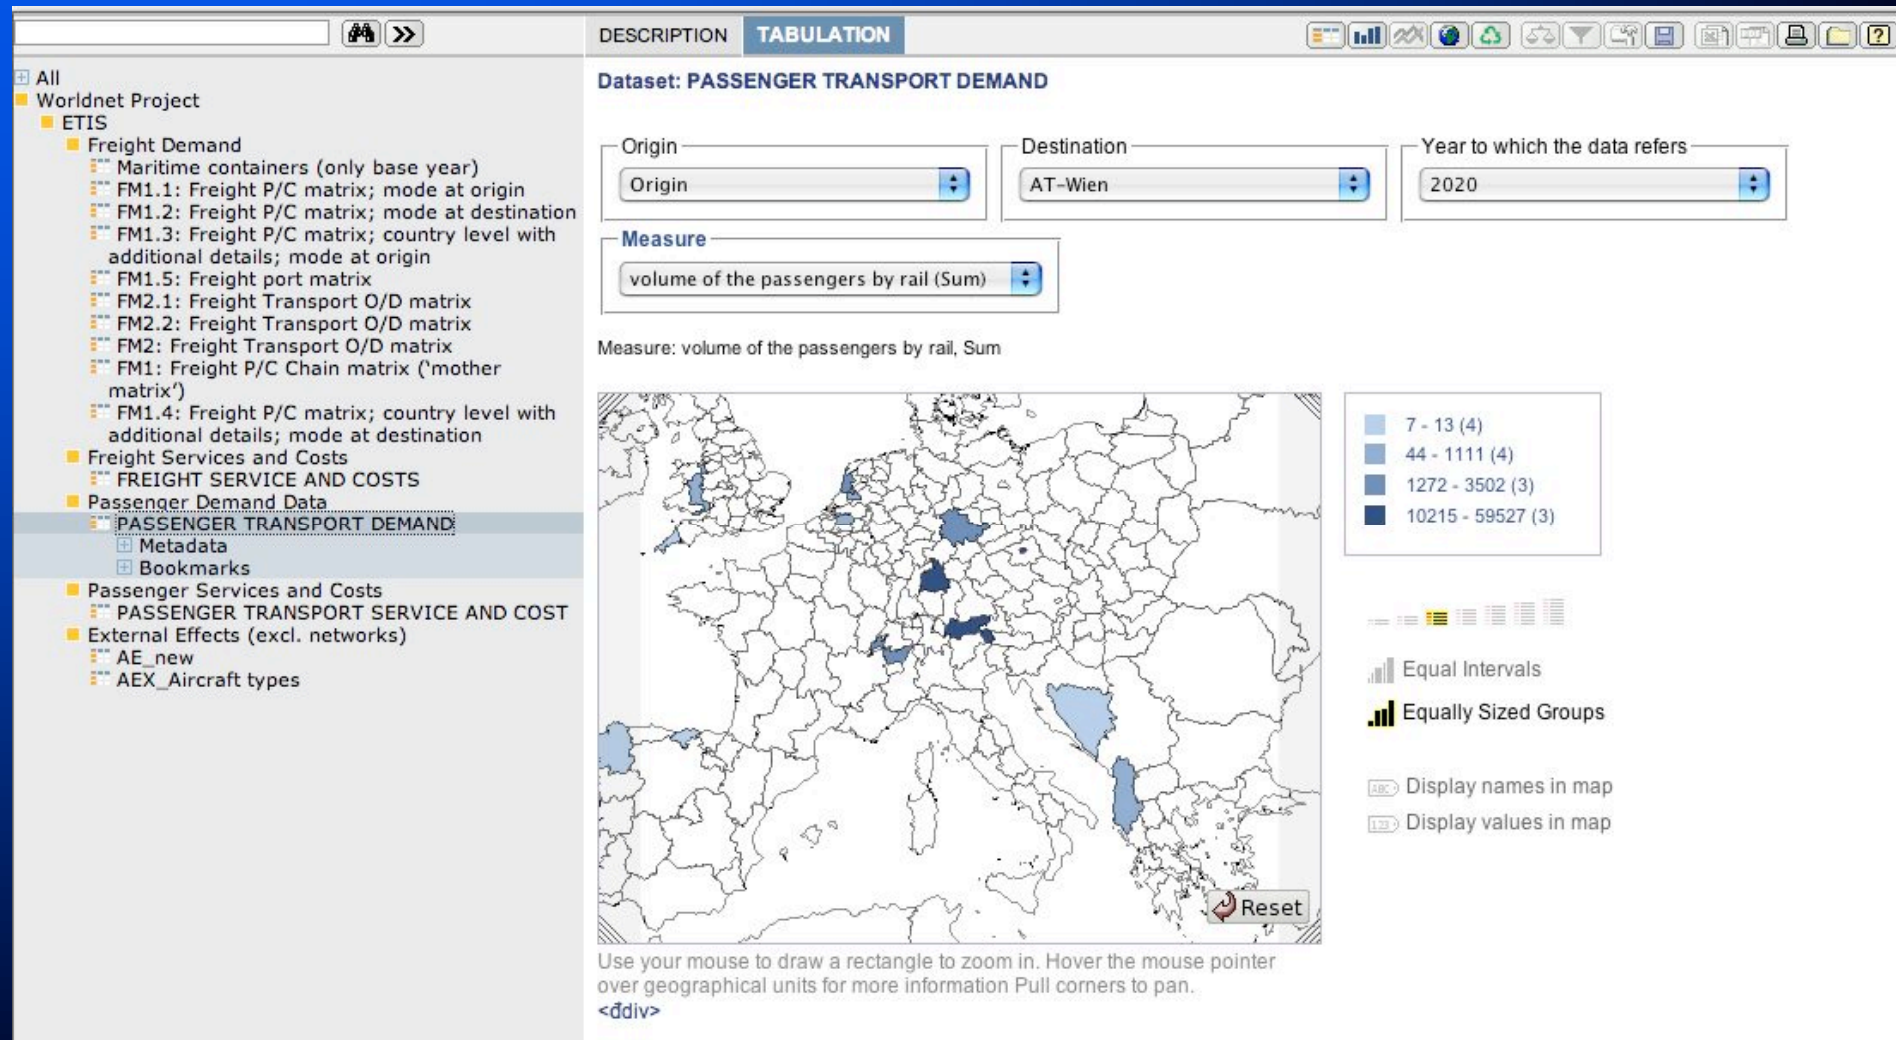 DESCRIPTION
TABULATION
All
Worldnet Project
ETIS
Freight Demand
Maritime containers (only base year)
FM1.1: Freight P/C matrix; mode at origin
FM1.2: Freight P/C matrix; mode at destination
FM1.3: Freight P/C matrix; country level with
additional details; mode at origin
FM1.5: Freight port matrix
FM2.1: Freight Transport O/D matrix
FM2.2: Freight Transport O/D matrix
FM2: Freight Transport O/D matrix
FM1: Freight P/C Chain matrix ('mother
matrix')
FM1.4: Freight P/C matrix; country level with
additional details; mode at destination
Freight Services and Costs
FREIGHT SERVICE AND COSTS
Passenger Demand Data
PASSENGER TRANSPORT DEMAND
Metadata
Bookmarks
Passenger Services and Costs
PASSENGER TRANSPORT SERVICE AND COST
External Effects (excl. networks)
AE_new
AEX_Aircraft types
Dataset: PASSENGER TRANSPORT DEMAND
Origin
Origin
Destination
AT-Wien
Year to which the data refers
2020
Measure
volume of the passengers by rail (Sum)
Measure: volume of the passengers by rail, Sum
7 - 13 (4)
44 - 1111 (4)
1272 - 3502 (3)
10215 - 59527 (3)
Equal Intervals
Equally Sized Groups
ABC Display names in map
123 Display values in map
Reset
Use your mouse to draw a rectangle to zoom in. Hover the mouse pointer
over geographical units for more information Pull corners to pan.
<đdiv>